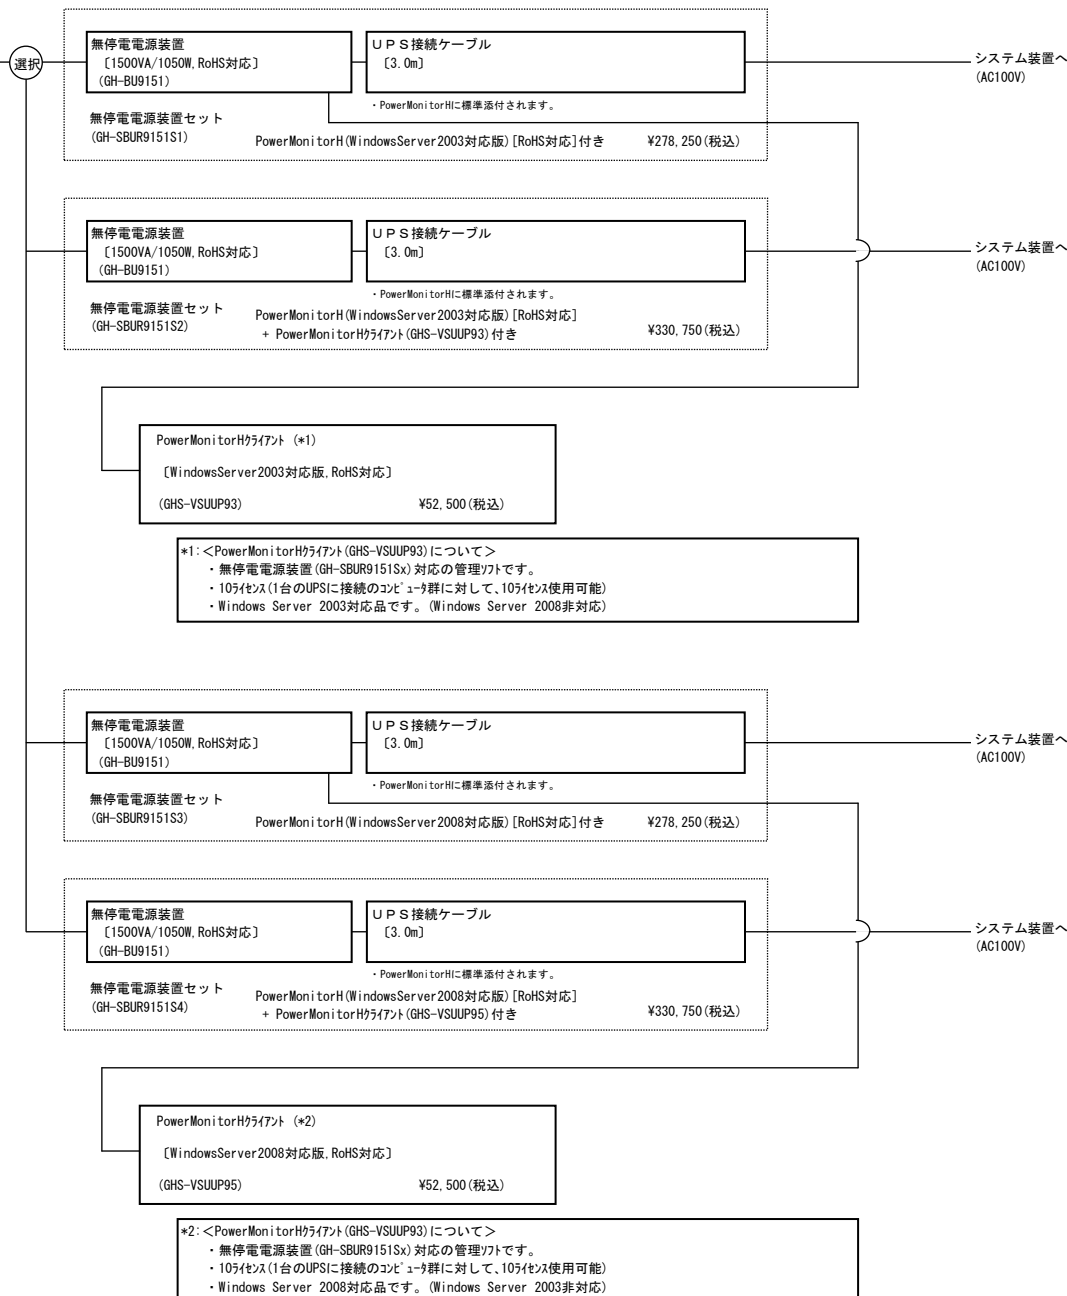 選択
無停電電源装置
〔1500VA/1050W,RoHS対応〕
(GH-BU9151)
UPS接続ケーブル
〔3.0m〕
システム装置へ
(AC100V)
・PowerMonitorHに標準添付されます。
無停電電源装置セット
(GH-SBUR9151S1)
PowerMonitorH(WindowsServer2003対応版)[RoHS対応]付き
¥278,250(税込)
無停電電源装置
〔1500VA/1050W,RoHS対応〕
(GH-BU9151)
UPS接続ケーブル
〔3.0m〕
システム装置へ
(AC100V)
・PowerMonitorHに標準添付されます。
無停電電源装置セット
(GH-SBUR9151S2)
PowerMonitorH(WindowsServer2003対応版)[RoHS対応]
+ PowerMonitorHクライアント(GHS-VSUUP93)付き
¥330,750(税込)
PowerMonitorHクライアント (*1)
〔WindowsServer2003対応版,RoHS対応〕
(GHS-VSUUP93)
¥52,500(税込)
*1:<PowerMonitorHクライアント(GHS-VSUUP93)について>
・無停電電源装置(GH-SBUR9151Sx)対応の管理ソフトです。
・10ライセンス(1台のUPSに接続のコンピュータ群に対して、10ライセンス使用可能)
・Windows Server 2003対応品です。(Windows Server 2008非対応)
無停電電源装置
〔1500VA/1050W,RoHS対応〕
(GH-BU9151)
UPS接続ケーブル
〔3.0m〕
システム装置へ
(AC100V)
・PowerMonitorHに標準添付されます。
無停電電源装置セット
(GH-SBUR9151S3)
PowerMonitorH(WindowsServer2008対応版)[RoHS対応]付き
¥278,250(税込)
無停電電源装置
〔1500VA/1050W,RoHS対応〕
(GH-BU9151)
UPS接続ケーブル
〔3.0m〕
システム装置へ
(AC100V)
・PowerMonitorHに標準添付されます。
無停電電源装置セット
(GH-SBUR9151S4)
PowerMonitorH(WindowsServer2008対応版)[RoHS対応]
+ PowerMonitorHクライアント(GHS-VSUUP95)付き
¥330,750(税込)
PowerMonitorHクライアント (*2)
〔WindowsServer2008対応版,RoHS対応〕
(GHS-VSUUP95)
¥52,500(税込)
*2:<PowerMonitorHクライアント(GHS-VSUUP93)について>
・無停電電源装置(GH-SBUR9151Sx)対応の管理ソフトです。
・10ライセンス(1台のUPSに接続のコンピュータ群に対して、10ライセンス使用可能)
・Windows Server 2008対応品です。(Windows Server 2003非対応)